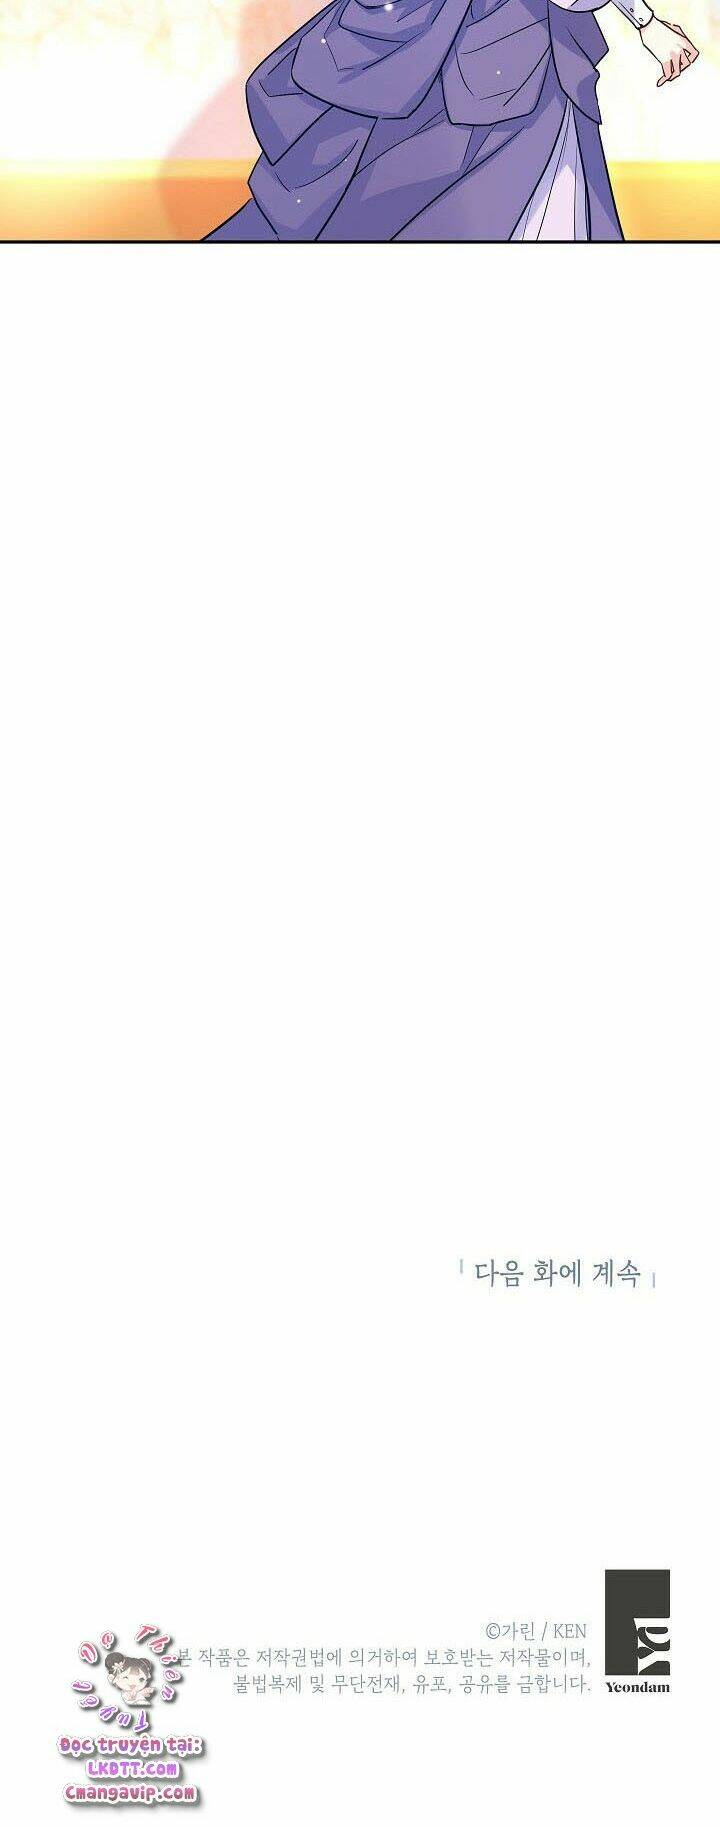 다음 화에 계속
©가린 / KEN
본 작품은 저작권법에 의거하여 보호받는 저작물이며,
불법복제 및 무단전재, 유포, 공유를 금합니다.
Ya
Yeondam
Dạ Thiên Tuyết
Đọc truyện tại:
LKDTT.com
Cmangavip.com